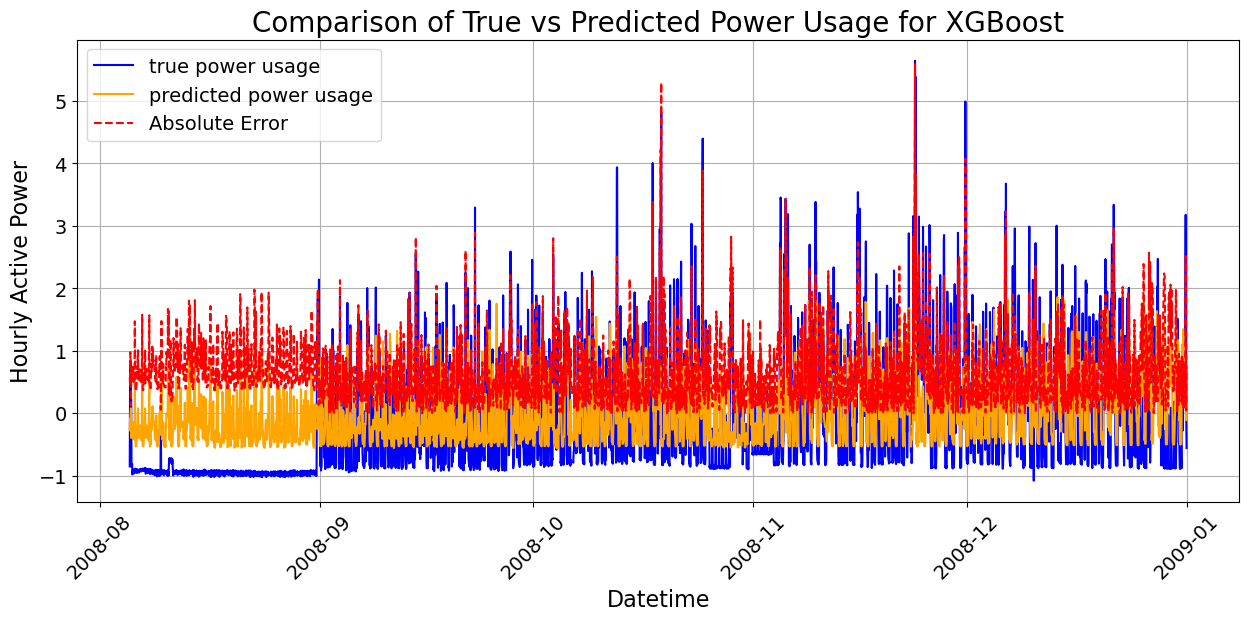 Comparison of True vs Predicted Power Usage for XGBoost
true power usage
predicted power usage
Absolute Error
Hourly Active Power
5
4
3
2
1
0
−1
2008-08
2008-09
2008-10
2008-11
2008-12
2009-01
Datetime